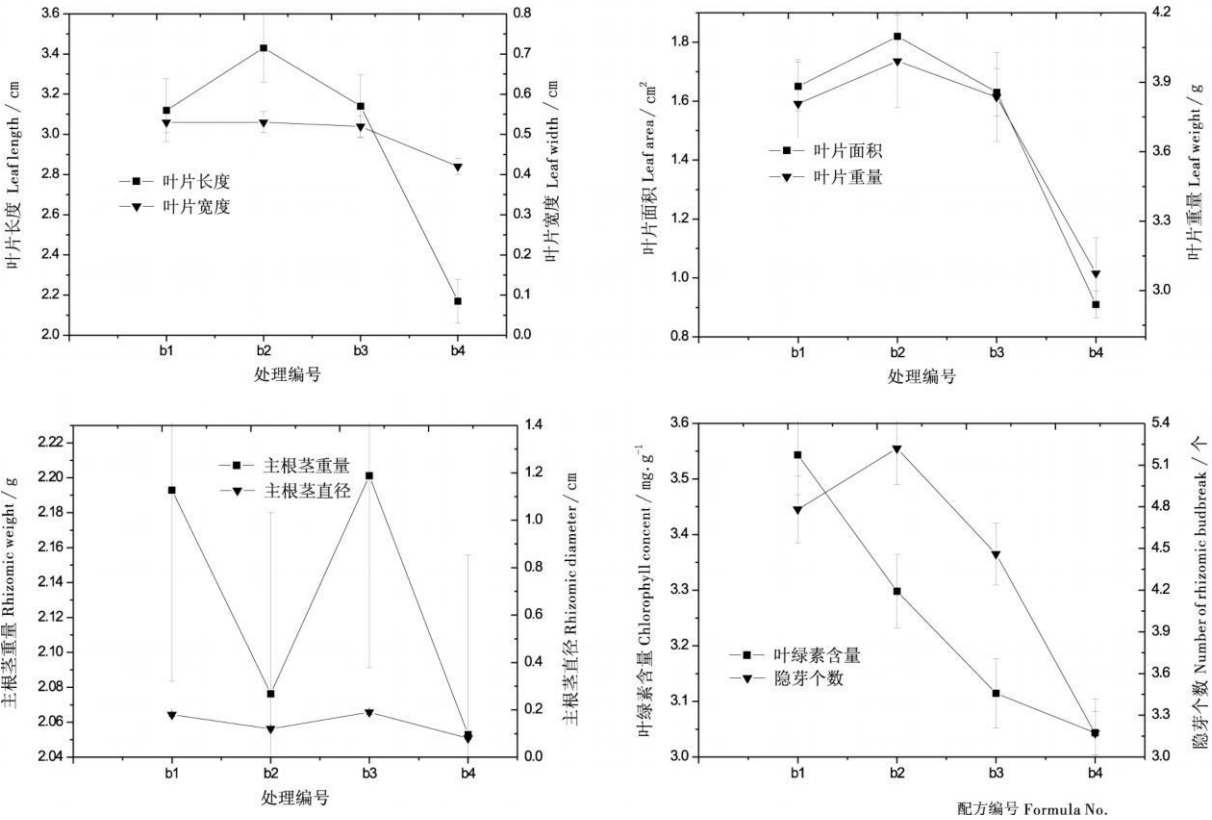 3.6
3.4
3.2
3.0
2.8
2.6
2.4
2.2
2.0
叶片长度 Leaf length / cm
0.8
0.7
0.6
0.5
0.4
0.3
0.2
0.1
0.0
叶片宽度 Leaf width / cm
叶片长度
叶片宽度
b1 b2 b3 b4
处理编号
1.8
1.6
1.4
1.2
1.0
0.8
叶片面积 Leaf area / cm²
4.2
3.9
3.6
3.3
3.0
叶片重量 Leaf weight / g
叶片面积
叶片重量
b1 b2 b3 b4
处理编号
2.22
2.20
2.18
2.16
2.14
2.12
2.10
2.08
2.06
2.04
主根茎重量 Rhizomic weight / g
1.4
1.2
1.0
0.8
0.6
0.4
0.2
0.0
主根茎直径 Rhizomic diameter / cm
主根茎重量
主根茎直径
b1 b2 b3 b4
处理编号
3.6
3.5
3.4
3.3
3.2
3.1
3.0
叶绿素含量 Chlorophyll concent / mg. g⁻¹
5.4
5.1
4.8
4.5
4.2
3.9
3.6
3.3
3.0
隐芽个数 Number of rhizomic budbreak / 个
叶绿素含量
隐芽个数
b1 b2 b3 b4
配方编号 Formula No.